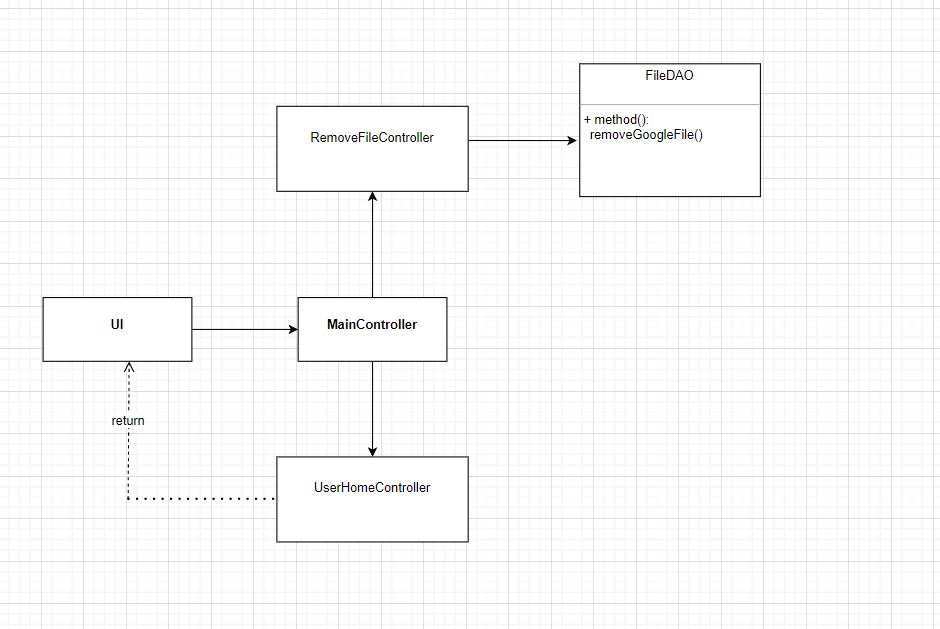 FileDAO
+ method():
removeGoogleFile()
RemoveFileController
UI
MainController
return
UserHomeController